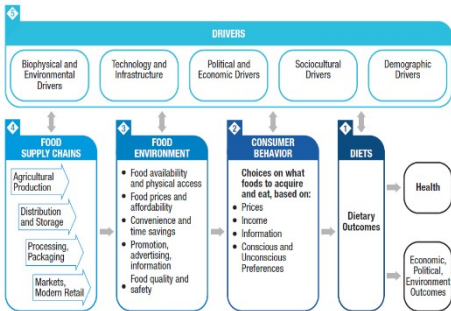 5
DRIVERS
Biophysical and
Environmental
Drivers
Technology and
Infrastructure
Political and
Economic Drivers
Sociocultural
Drivers
Demographic
Drivers
4
FOOD
SUPPLY CHAINS
Agricultural
Production
Distribution
and Storage
Processing,
Packaging
Markets,
Modern Retail
3
FOOD
ENVIRONMENT
• Food availability
and physical access
• Food prices and
affordability
• Convenience and
time savings
• Promotion,
advertising,
information
• Food quality and
safety
2
CONSUMER
BEHAVIOR
Choices on what
foods to acquire
and eat, based on:
• Prices
• Income
• Information
• Conscious and
Unconscious
Preferences
1
DIETS
Dietary
Outcomes
Health
Economic,
Political,
Environment
Outcomes